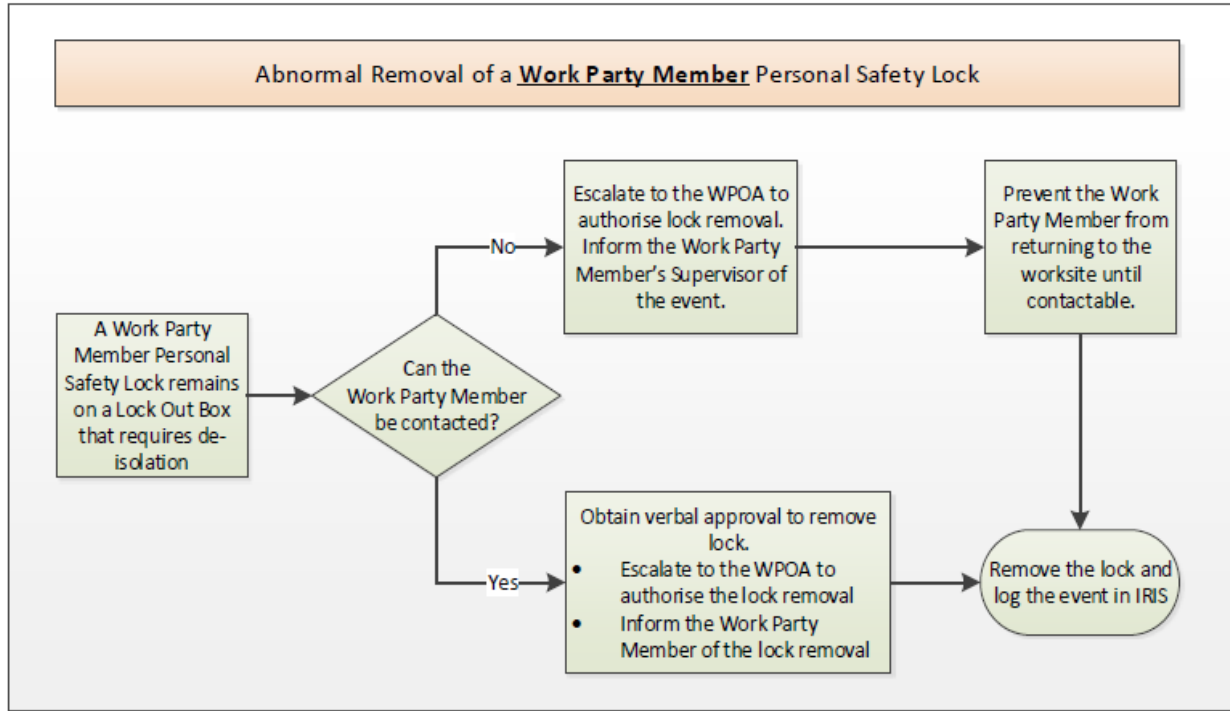 Abnormal Removal of a Work Party Member Personal Safety Lock
A Work Party
Member Personal
Safety Lock remains
on a Lock Out Box
that requires de-
isolation
Can the
Work Party Member
be contacted?
No
Escalate to the WPOA to
authorise lock removal.
Inform the Work Party
Member's Supervisor of
the event.
Prevent the Work
Party Member from
returning to the
worksite until
contactable.
Yes
Obtain verbal approval to remove
lock.
• Escalate to the WPOA to
authorise the lock removal
• Inform the Work Party
Member of the lock removal
Remove the lock and
log the event in IRIS